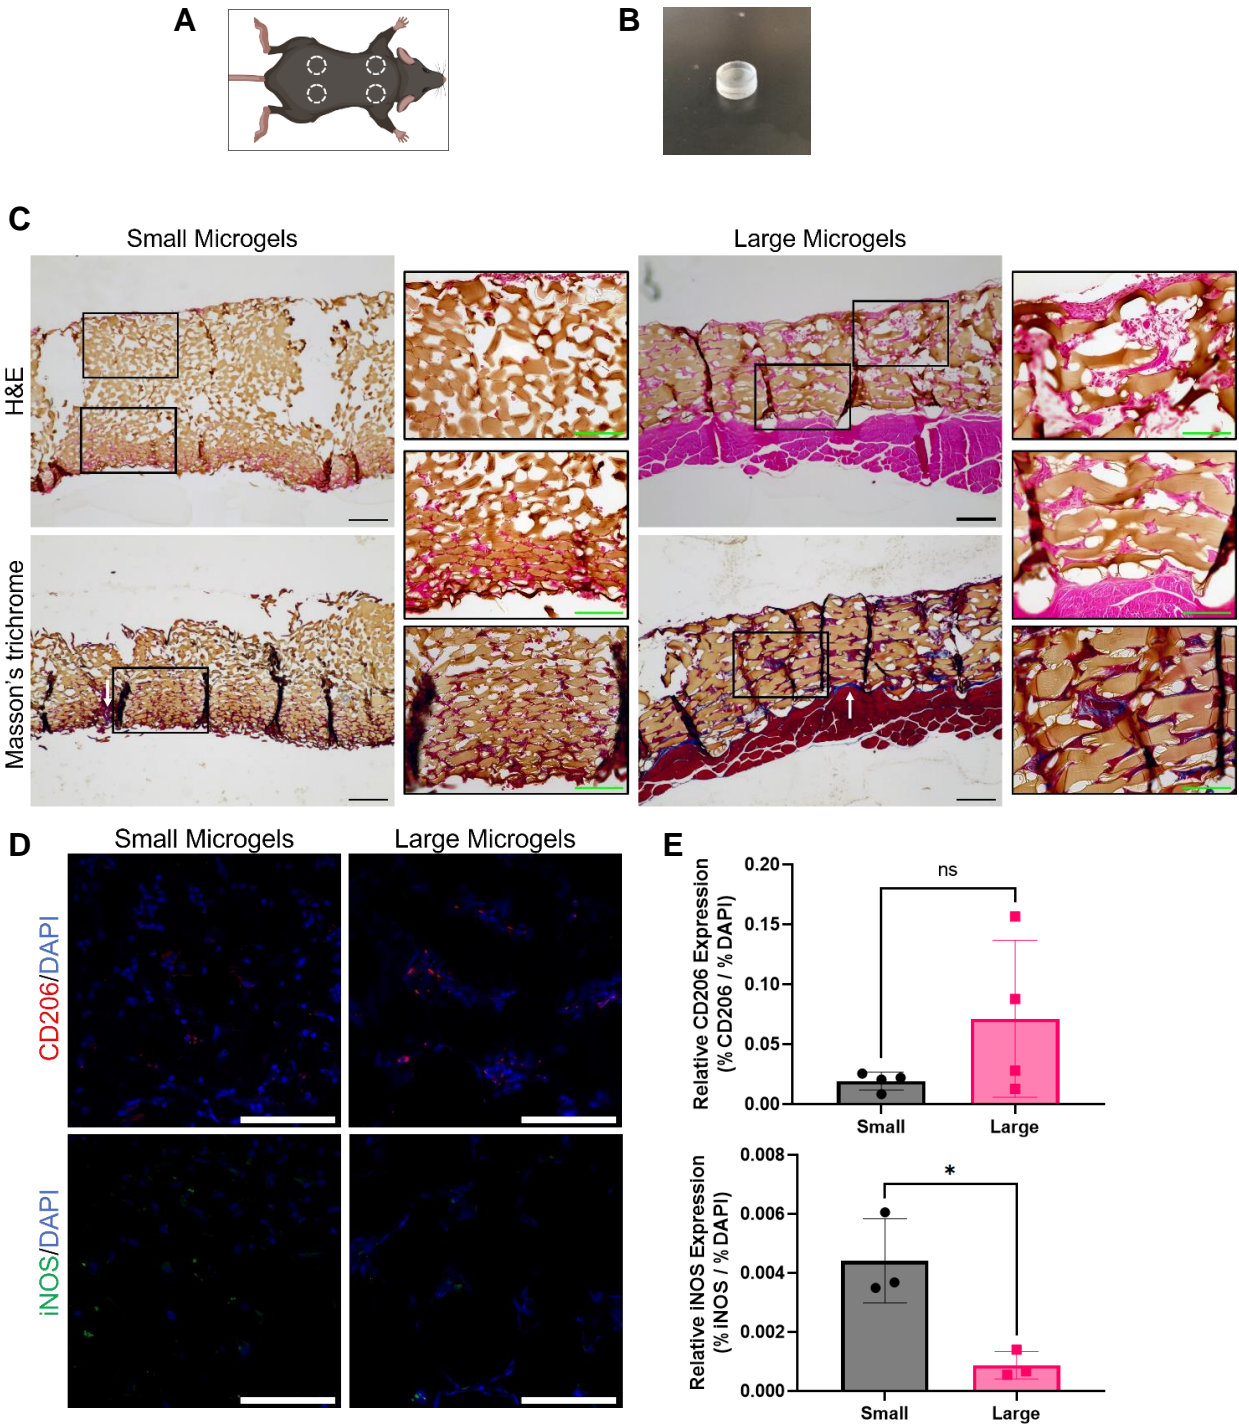 A
B
C
Small Microgels
Large Microgels
H&E
Masson's trichrome
D
Small Microgels
Large Microgels
CD206/DAPI
iNOS/DAPI
E
Relative CD206 Expression
(% CD206 / % DAPI)
0.20
0.15
0.10
0.05
0.00
ns
Small
Large
Relative iNOS Expression
(% iNOS / % DAPI)
0.008
0.006
0.004
0.002
0.000
*
Small
Large